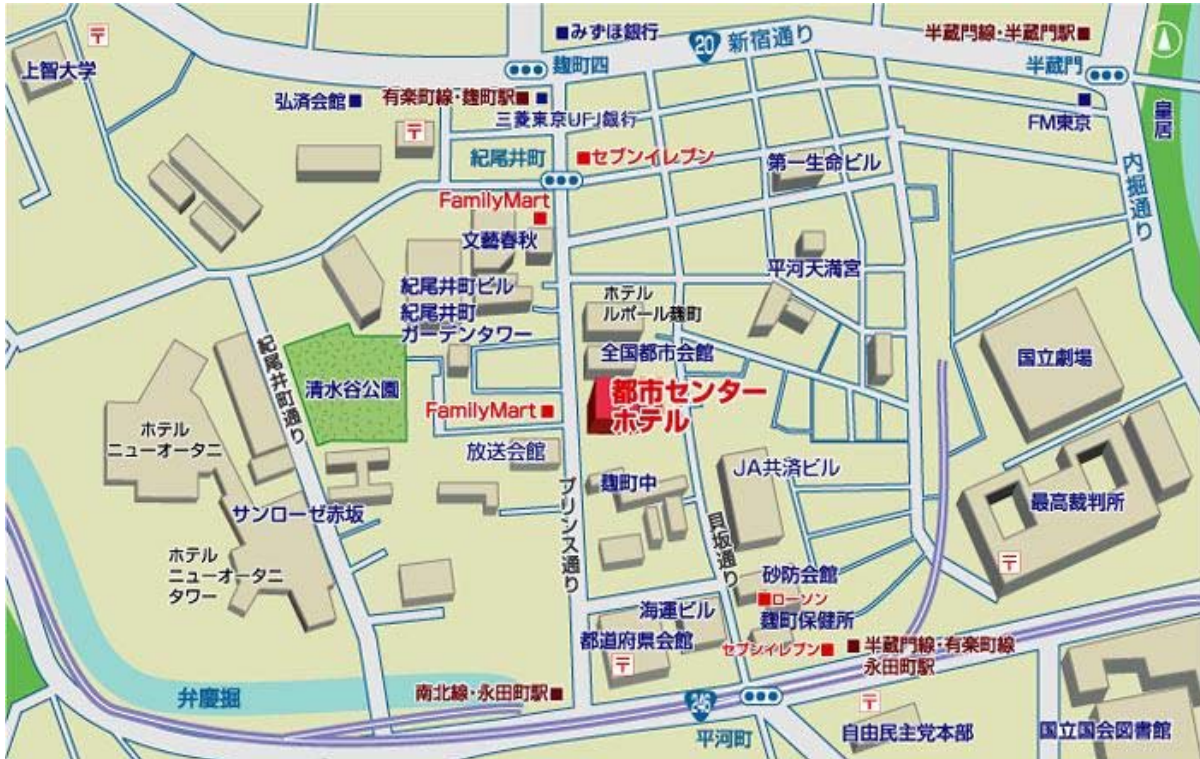 〒
上智大学
みずほ銀行
20
新宿通り
半蔵門線・半蔵門駅
麹町四
半蔵門
弘済会館
有楽町線・麹町駅
〒
三菱東京UFJ銀行
FM東京
皇居
紀尾井町
セブンイレブン
第一生命ビル
内掘通り
FamilyMart
文藝春秋
平河天満宮
紀尾井町ビル
紀尾井町
ガーデンタワー
ホテル
ルポール麹町
全国都市会館
国立劇場
紀尾井町通り
清水谷公園
都市センター
ホテル
FamilyMart
ホテル
ニューオータニ
放送会館
JA共済ビル
麹町中
プリンス通り
貝坂通り
最高裁判所
〒
サンローゼ赤坂
ホテル
ニューオータニ
タワー
砂防会館
ローソン
麹町保健所
海運ビル
都道府県会館
〒
セブンイレブン
半蔵門線・有楽町線
永田町駅
弁慶掘
南北線・永田町駅
246
平河町
〒
自由民主党本部
国立国会図書館